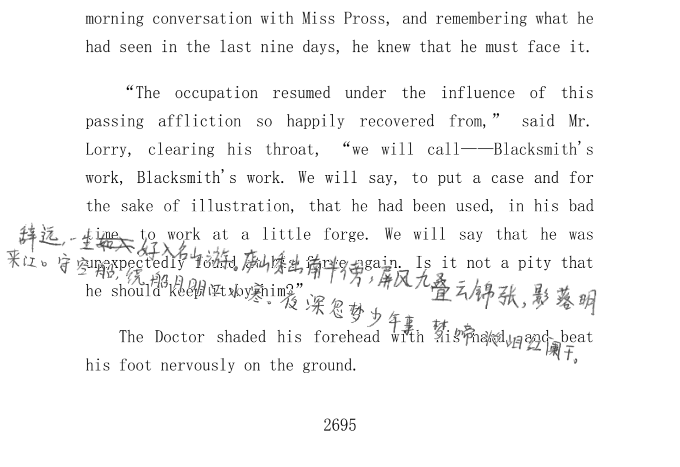 morning conversation with Miss Pross, and remembering what he
had seen in the last nine days, he knew that he must face it.
“The occupation resumed under the influence of this
passing affliction so happily recovered from,” said Mr.
Lorry, clearing his throat, “we will call——Blacksmith's
work, Blacksmith's work. We will say, to put a case and for
the sake of illustration, that he had been used, in his bad
time, to work at a little forge. We will say that he was
unexpectedly found at his forge again. Is it not a pity that
he should keep it by him?”
辞远,一生好入名山游。庐山秀出南斗傍,屏风九叠云锦张,影落明
来江口守空船,绕船月明江水寒。夜深忽梦少年事,梦啼妆泪红阑干。
The Doctor shaded his forehead with his hand, and beat
his foot nervously on the ground.
2695